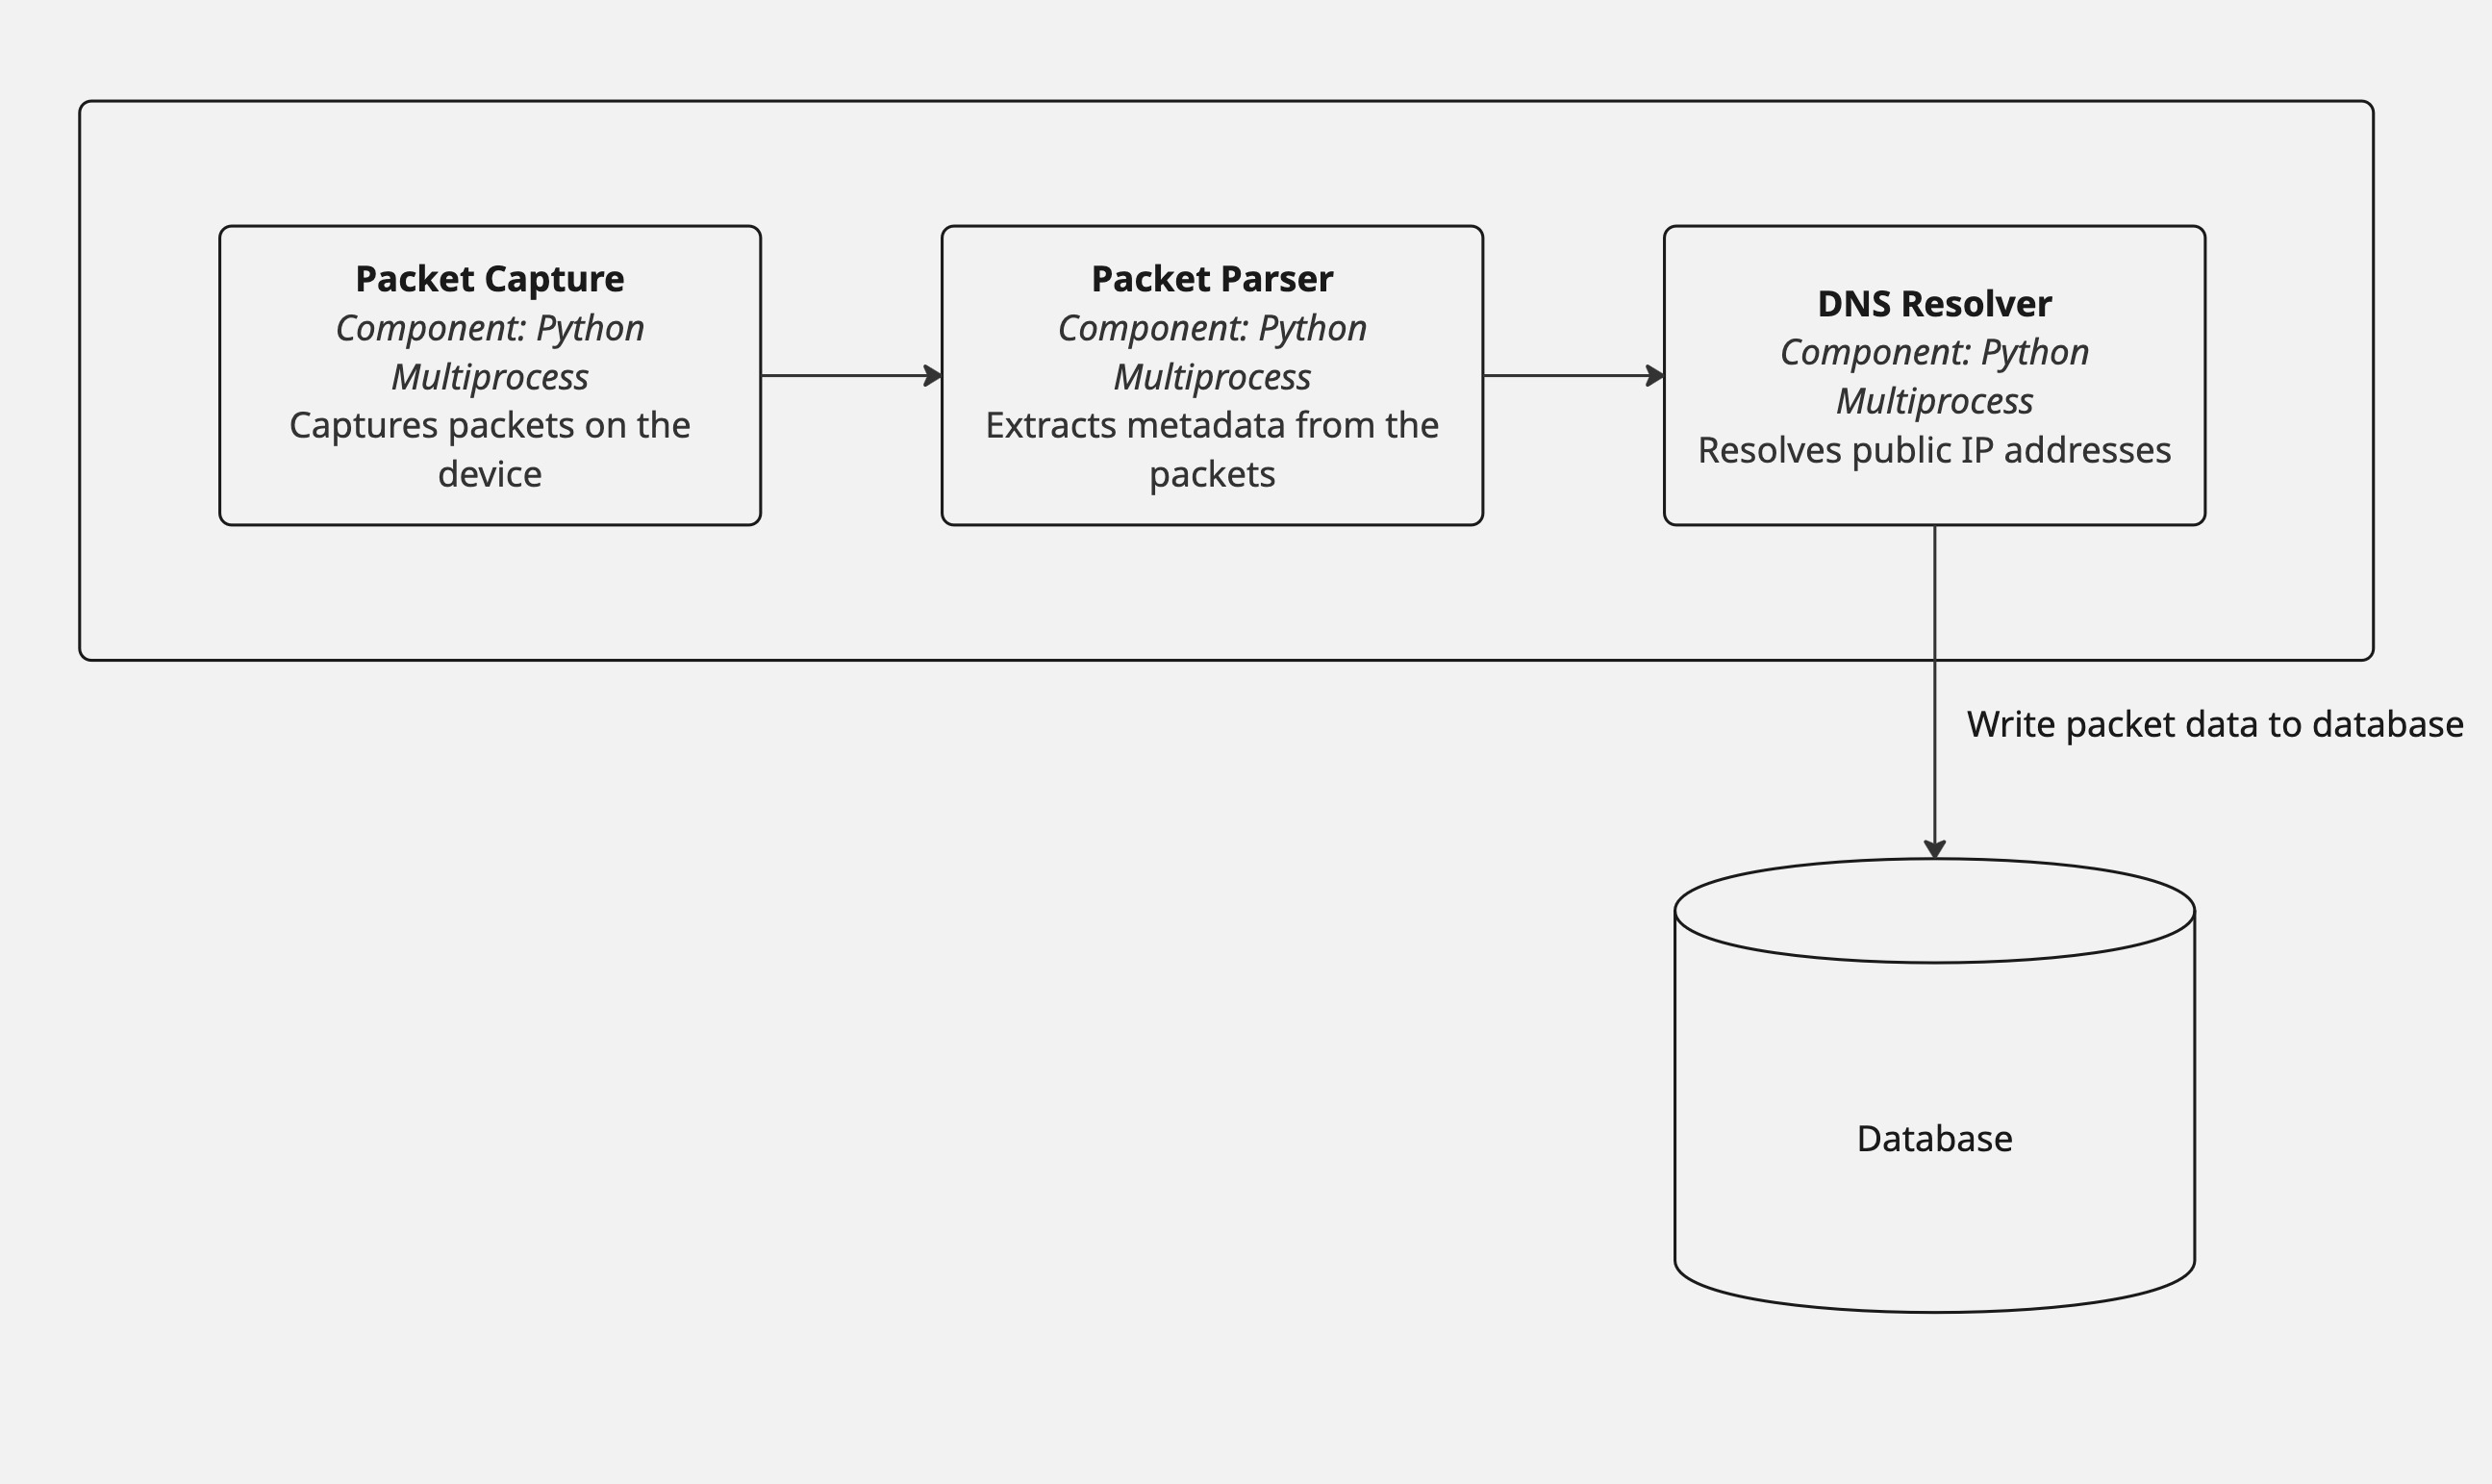 Packet Capture
Component: Python
Multiprocess
Captures packets on the
device
Packet Parser
Component: Python
Multiprocess
Extracts metadata from the
packets
DNS Resolver
Component: Python
Multiprocess
Resolves public IP addresses
Write packet data to database
Database